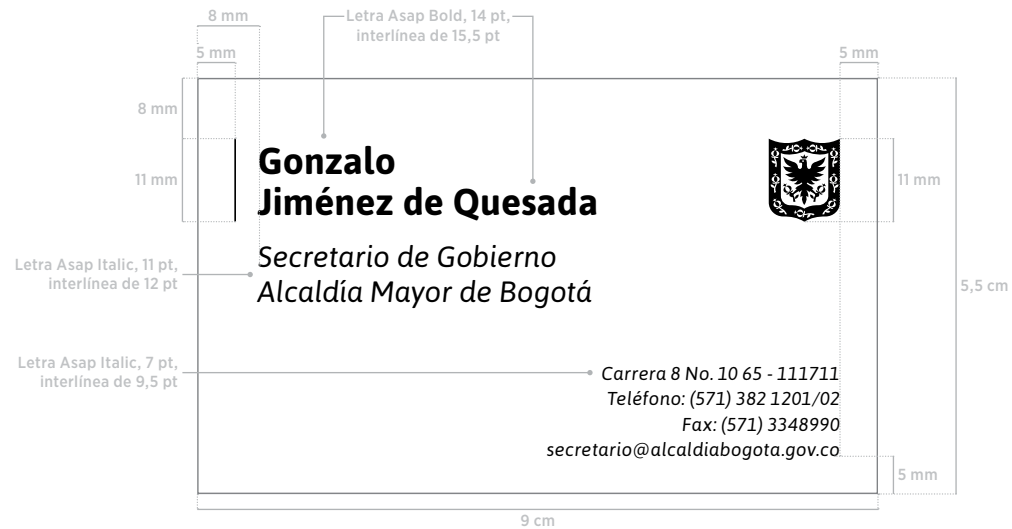 8 mm
Letra Asap Bold, 14 pt,
interlínea de 15,5 pt
5 mm
5 mm
8 mm
11 mm
Gonzalo
Jiménez de Quesada
11 mm
Secretario de Gobierno
Alcaldía Mayor de Bogotá
Letra Asap Italic, 11 pt,
interlínea de 12 pt
5,5 cm
Letra Asap Italic, 7 pt,
interlínea de 9,5 pt
Carrera 8 No. 10 65 - 111711
Teléfono: (571) 382 1201/02
Fax: (571) 3348990
secretario@alcaldiabogota.gov.co
5 mm
9 cm